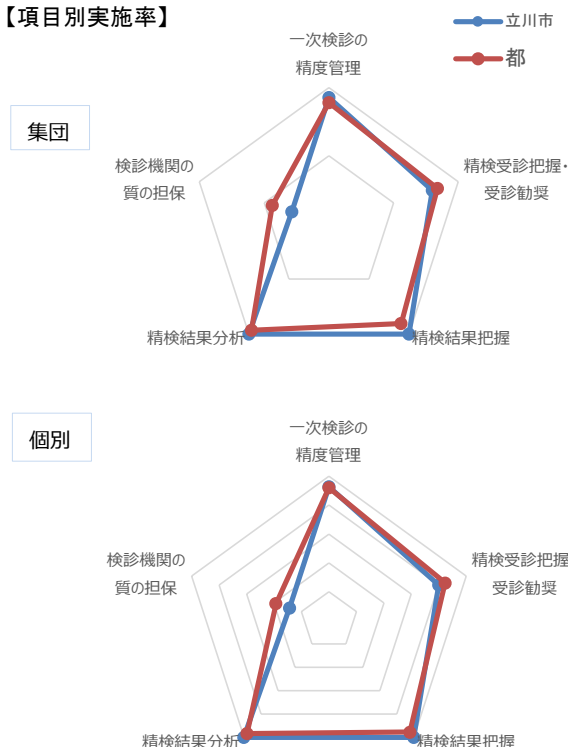 【項目別実施率】
立川市
都
集団
一次検診の
精度管理
精検受診把握・
受診勧奨
精検結果把握
精検結果分析
検診機関の
質の担保
個別
一次検診の
精度管理
精検受診把握
受診勧奨
精検結果把握
精検結果分析
検診機関の
質の担保